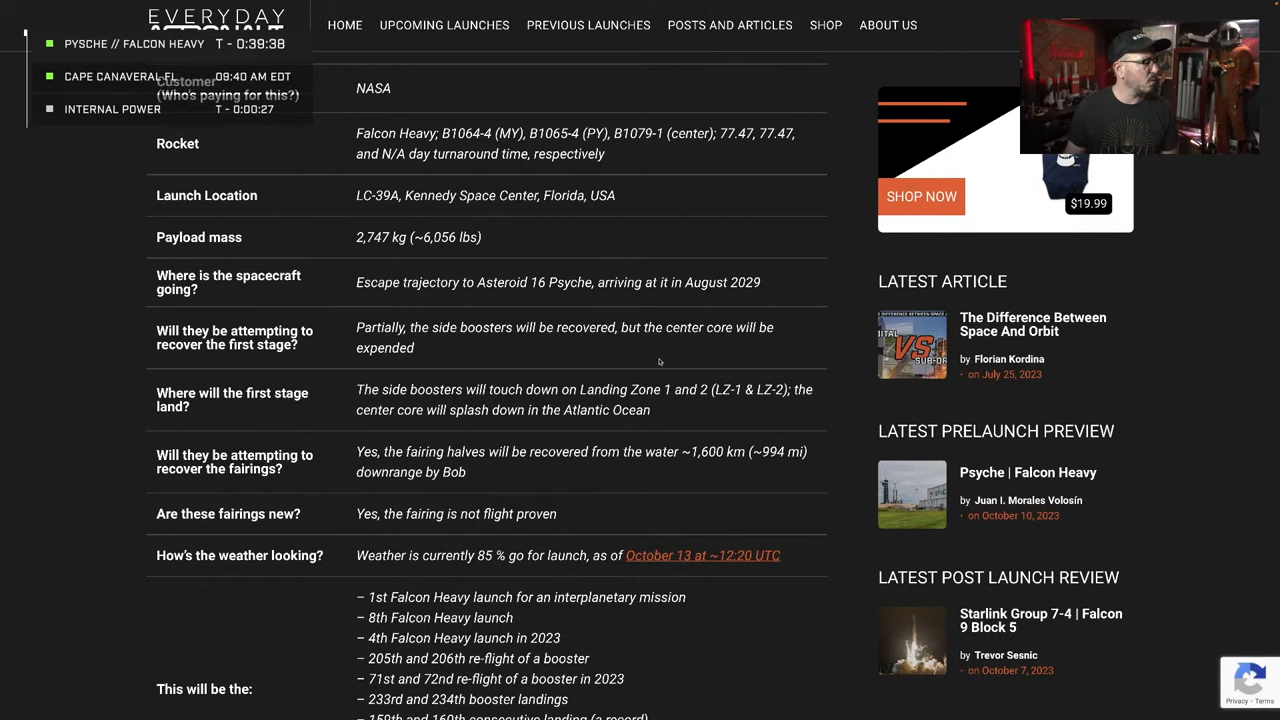 EVERYDAY
HOME
UPCOMING LAUNCHES
PREVIOUS LAUNCHES
POSTS AND ARTICLES
SHOP
ABOUT US
PYSCHE // FALCON HEAVY T - 0:39:38
CAPE CANAVERAL FL 09:40 AM EDT
INTERNAL POWER T - 0:00:27
Customer
(Who's paying for this?)
NASA
Rocket
Falcon Heavy; B1064-4 (MY), B1065-4 (PY), B1079-1 (center); 77.47, 77.47,
and N/A day turnaround time, respectively
Launch Location
LC-39A, Kennedy Space Center, Florida, USA
Payload mass
2,747 kg (~6,056 lbs)
Where is the spacecraft
going?
Escape trajectory to Asteroid 16 Psyche, arriving at it in August 2029
Will they be attempting to
recover the first stage?
Partially, the side boosters will be recovered, but the center core will be
expended
Where will the first stage
land?
The side boosters will touch down on Landing Zone 1 and 2 (LZ-1 & LZ-2); the
center core will splash down in the Atlantic Ocean
Will they be attempting to
recover the fairings?
Yes, the fairing halves will be recovered from the water ~1,600 km (~994 mi)
downrange by Bob
Are these fairings new?
Yes, the fairing is not flight proven
How's the weather looking?
Weather is currently 85 % go for launch, as of October 13 at ~12:20 UTC
This will be the:
– 1st Falcon Heavy launch for an interplanetary mission
– 8th Falcon Heavy launch
– 4th Falcon Heavy launch in 2023
– 205th and 206th re-flight of a booster
– 71st and 72nd re-flight of a booster in 2023
– 233rd and 234th booster landings
– 159th and 160th consecutive landing (a record)
SHOP NOW
$19.99
LATEST ARTICLE
VS
The Difference Between
Space And Orbit
by Florian Kordina
· on July 25, 2023
LATEST PRELAUNCH PREVIEW
Psyche | Falcon Heavy
by Juan I. Morales Volosín
· on October 10, 2023
LATEST POST LAUNCH REVIEW
Starlink Group 7-4 | Falcon
9 Block 5
by Trevor Sesnic
· on October 7, 2023
Privacy - Terms